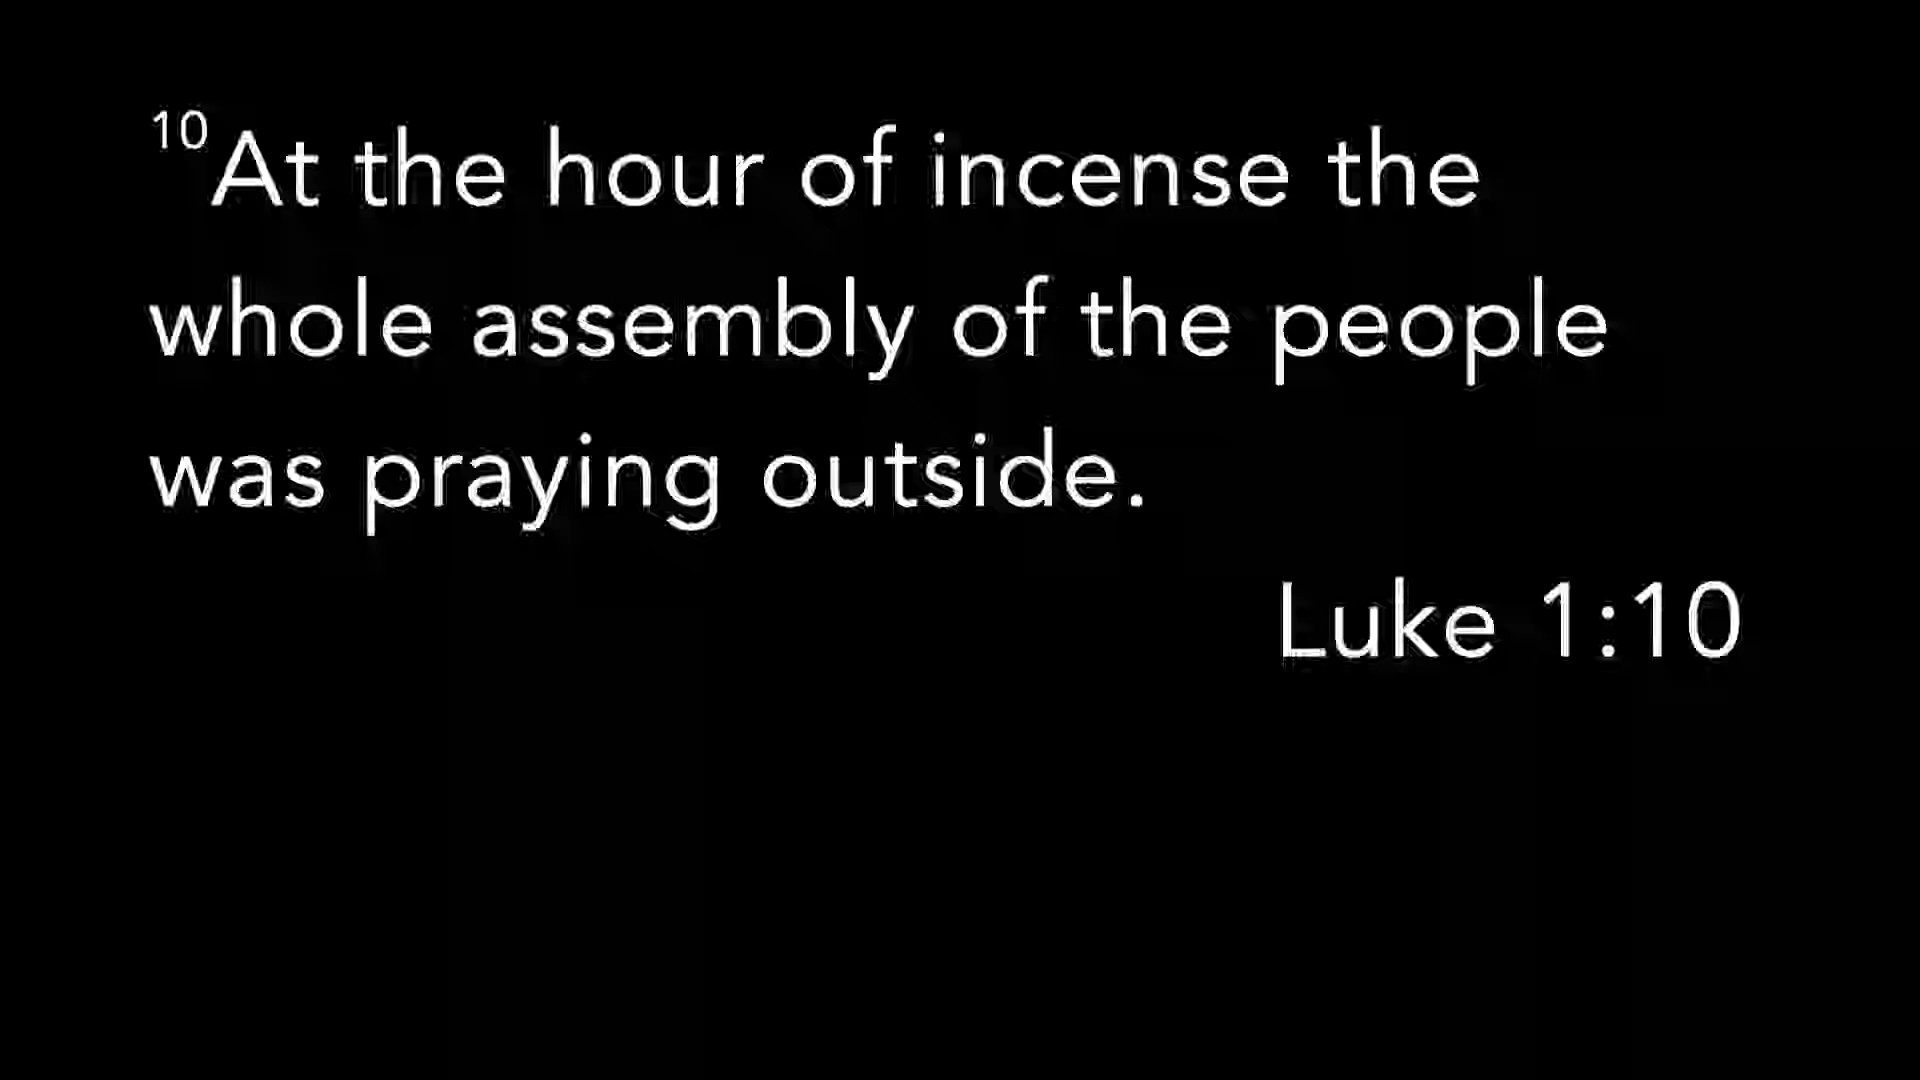 10At the hour of incense the
whole assembly of the people
was praying outside.
Luke 1:10